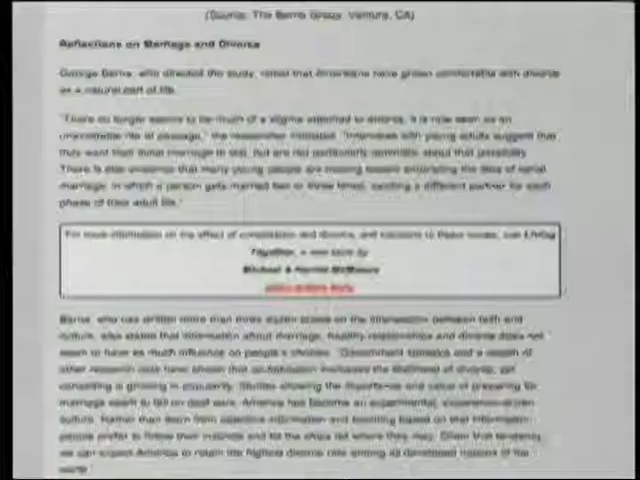 (Source: The Barna Group, Ventura, CA)
Reflections on Marriage and Divorce
George Barna, who directed the study, noted that Americans have grown comfortable with divorce
as a natural part of life.
"There no longer seems to be much of a stigma attached to divorce; it is now seen as an
unavoidable rite of passage," the researcher indicated. "Interviews with young adults suggest that
they want their initial marriage to last, but are not particularly optimistic about that possibility.
There is also evidence that many young people are moving toward embracing the idea of serial
marriage, in which a person gets married two or three times, seeking a different partner for each
phase of their adult life."
For more information on the effect of cohabitation and divorce, and solutions to these issues, see Living
Together, a new book by
Michael & Harriet McManus
Barna, who has written more than three dozen books on the intersection between faith and
culture, also stated that information about marriage, healthy relationships and divorce does not
seem to have as much influence on people's choices. "Government statistics and a wealth of
other research data have shown that cohabitation increases the likelihood of divorce, yet
cohabiting is growing in popularity. Studies showing the importance and value of preparing for
marriage seem to fall on deaf ears. America has become an experimental, experience-driven
culture. Rather than learn from objective information and teaching based on that information,
people prefer to follow their instincts and let the chips fall where they may. Given that tendency,
we can expect America to retain the highest divorce rate among all developed nations of the
world."